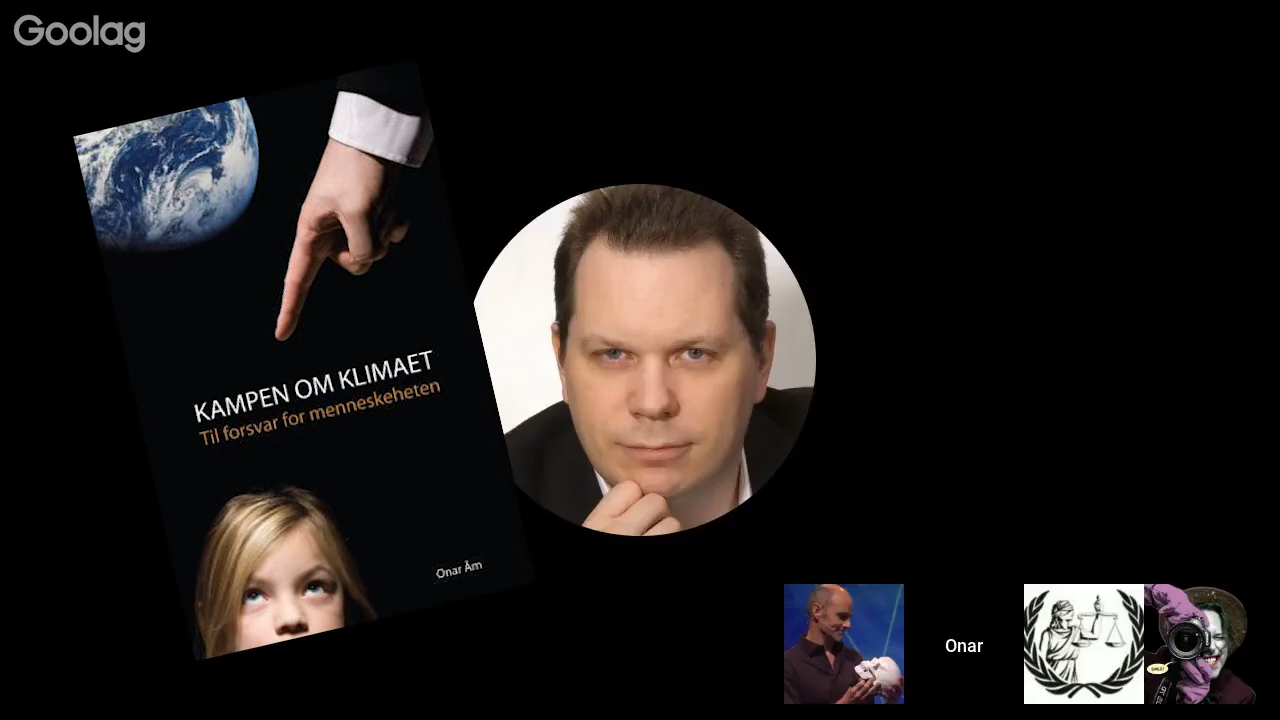 Goolag
KAMPEN OM KLIMAET
Til forsvar for menneskeheten
Onar Åm
Onar